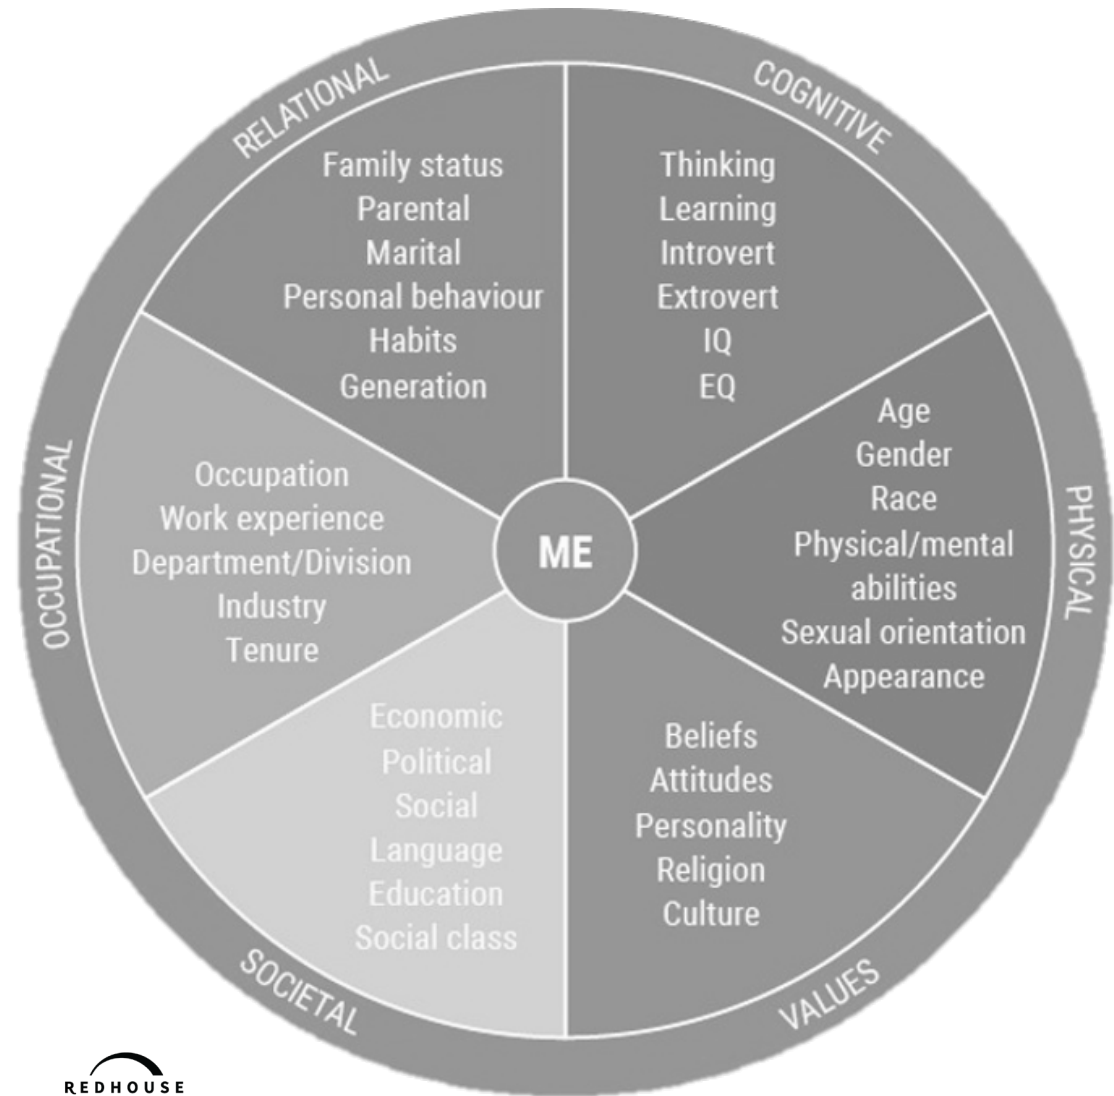 RELATIONAL
Family status
Parental
Marital
Personal behaviour
Habits
Generation
COGNITIVE
Thinking
Learning
Introvert
Extrovert
IQ
EQ
PHYSICAL
Age
Gender
Race
Physical/mental
abilities
Sexual orientation
Appearance
VALUES
Beliefs
Attitudes
Personality
Religion
Culture
SOCIETAL
Economic
Political
Social
Language
Education
Social class
OCCUPATIONAL
Occupation
Work experience
Department/Division
Industry
Tenure
ME
REDHOUSE